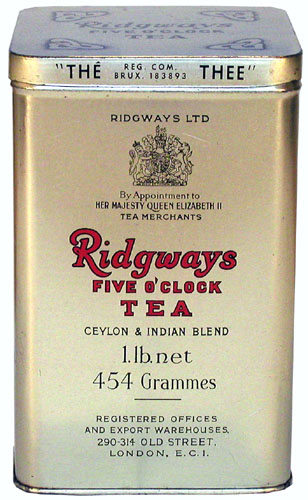 Ridgways
FIVE O'CLOCK
TEA
"THÉ REG. COM. THEE"
BRUX. 183893
RIDGWAYS LTD
By Appointment to
HER MAJESTY QUEEN ELIZABETH II
TEA MERCHANTS
Ridgways
FIVE O'CLOCK
TEA
CEYLON & INDIAN BLEND
1.lb.net
454 Grammes
REGISTERED OFFICES
AND EXPORT WAREHOUSES,
290-314 OLD STREET,
LONDON, E.C.1.